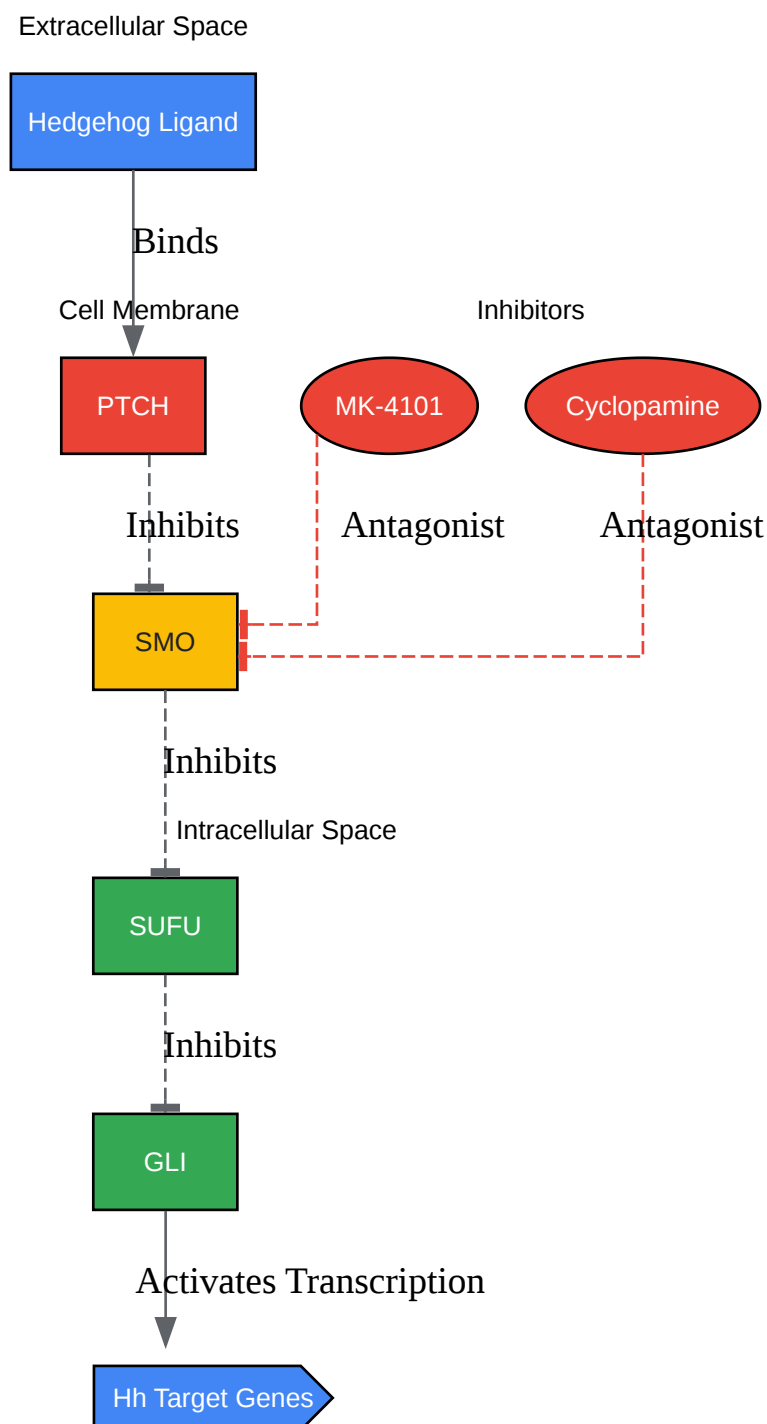 Extracellular Space
Hedgehog Ligand
Binds
Cell Membrane
Inhibitors
PTCH
MK-4101
Cyclopamine
Inhibits
Antagonist
Antagonist
SMO
Inhibits
Intracellular Space
SUFU
Inhibits
GLI
Activates Transcription
Hh Target Genes